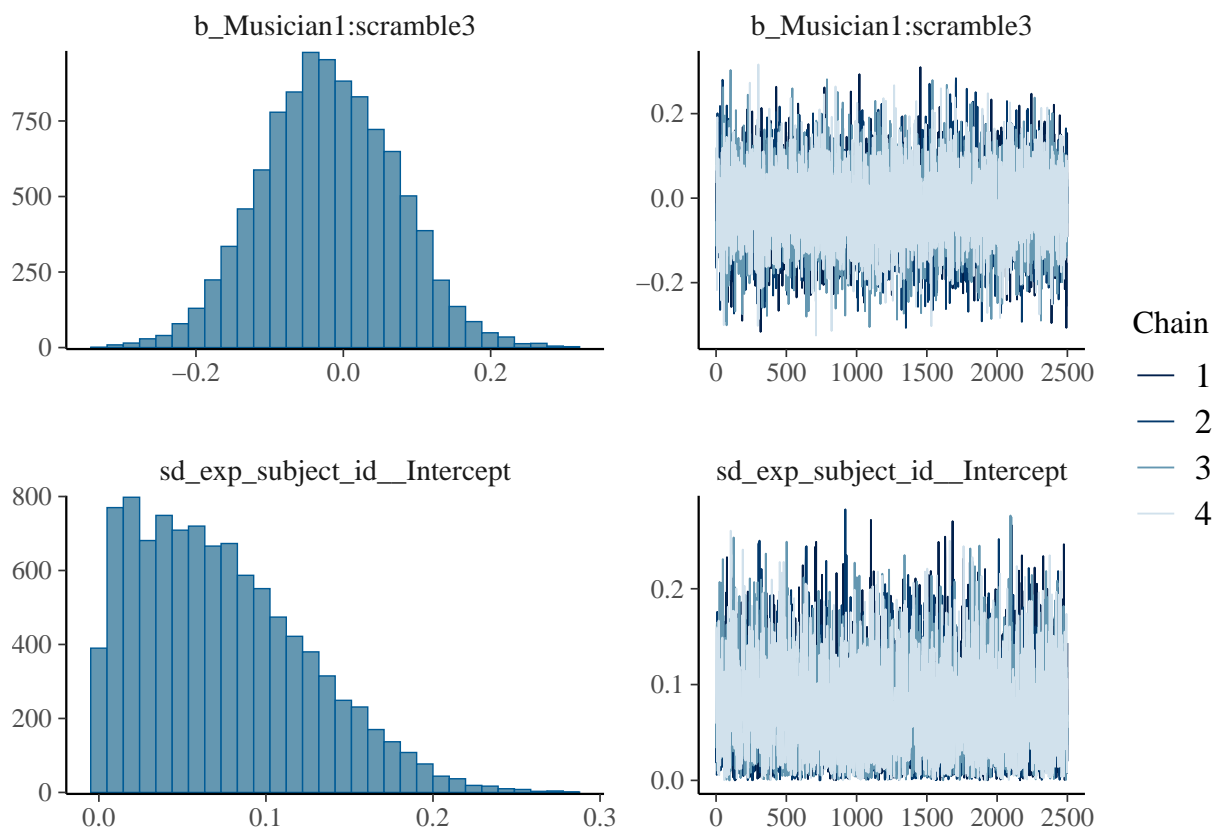 b_Musician1:scramble3
750
500
250
0
−0.2 0.0 0.2
b_Musician1:scramble3
0.2
0.0
−0.2
0 500 1000 1500 2000 2500
sd_exp_subject_id__Intercept
800
600
400
200
0
0.0 0.1 0.2 0.3
sd_exp_subject_id__Intercept
0.2
0.1
0.0
0 500 1000 1500 2000 2500
Chain
1
2
3
4